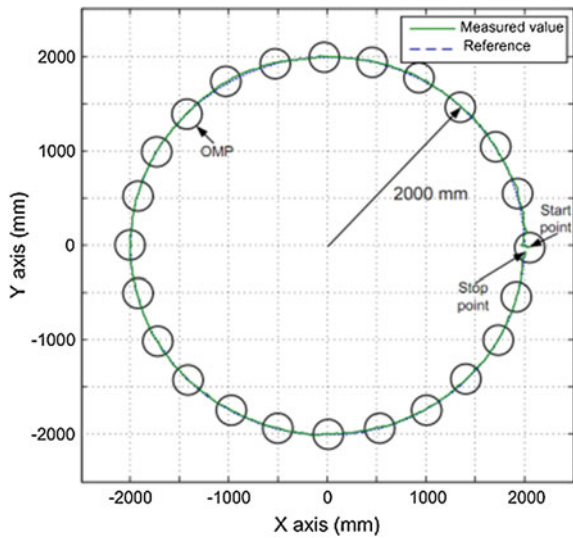 Measured value
Reference
2000
1000
0
-1000
-2000
Y axis (mm)
OMP
2000 mm
Start
point
Stop
point
-2000
-1000
0
1000
2000
X axis (mm)